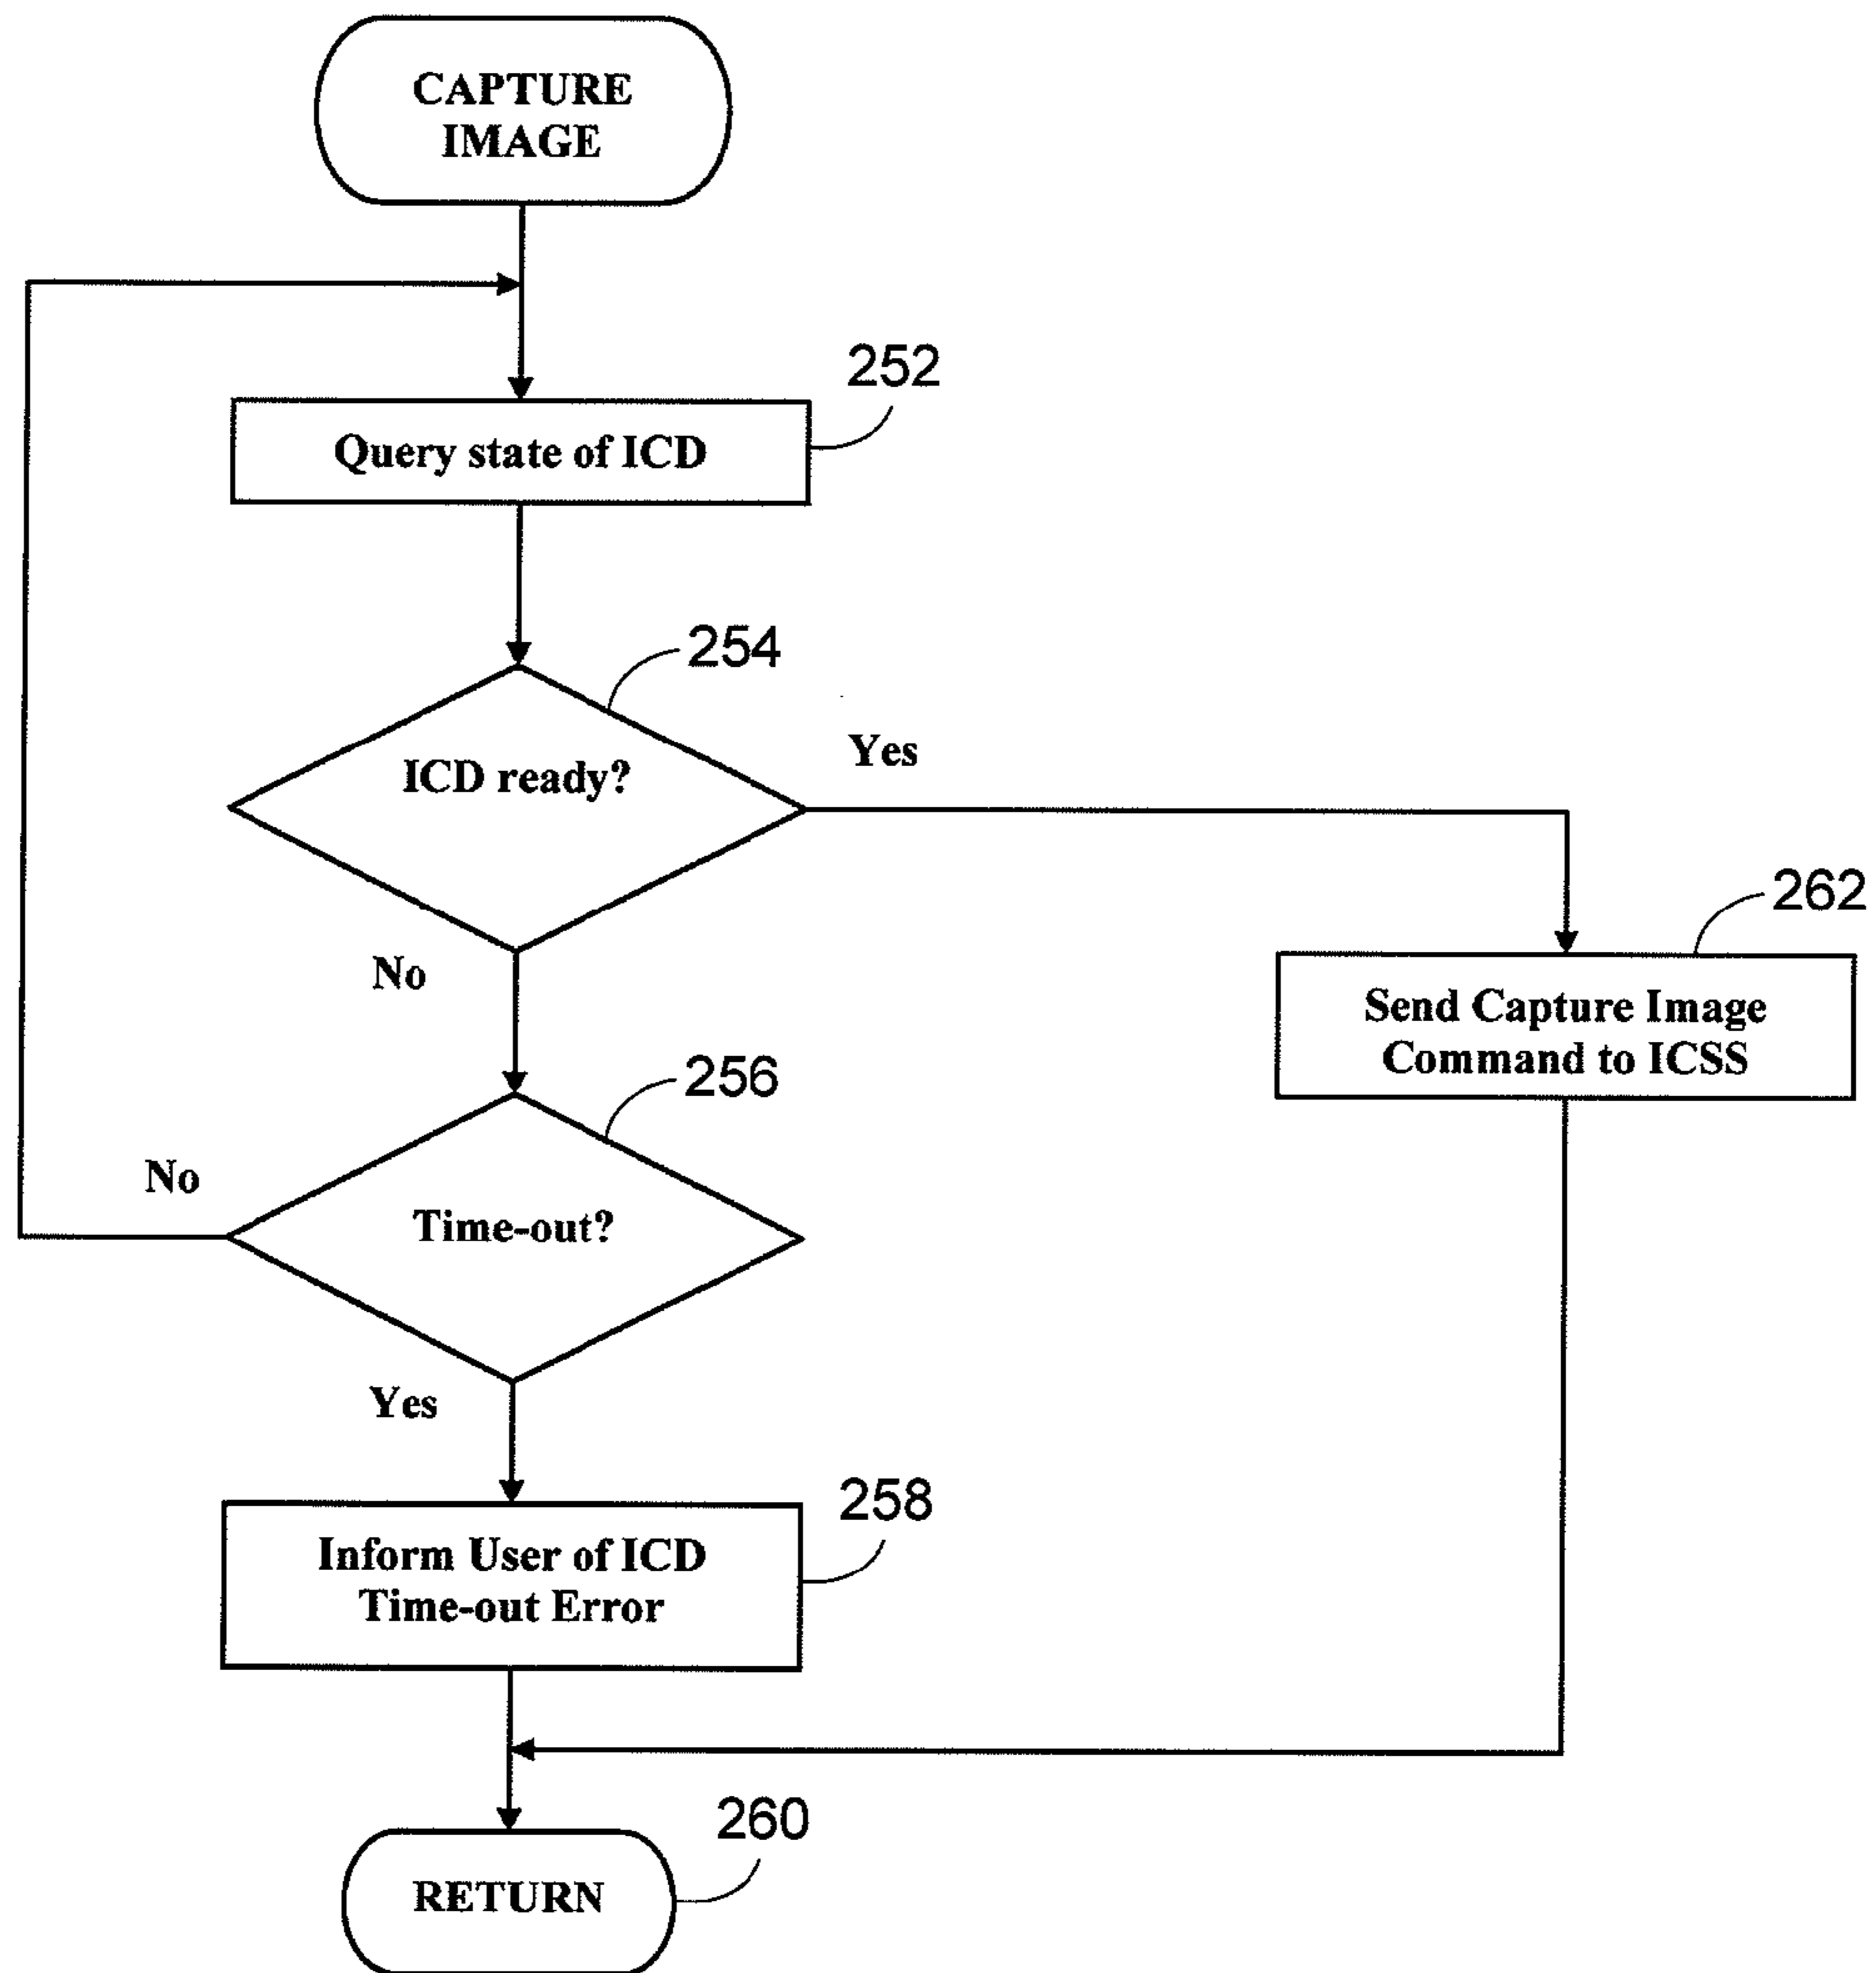 CAPTURE
IMAGE
252
Query state of ICD
254
ICD ready?
Yes
No
262
Send Capture Image
Command to ICSS
256
Time-out?
No
Yes
258
Inform User of ICD
Time-out Error
260
RETURN